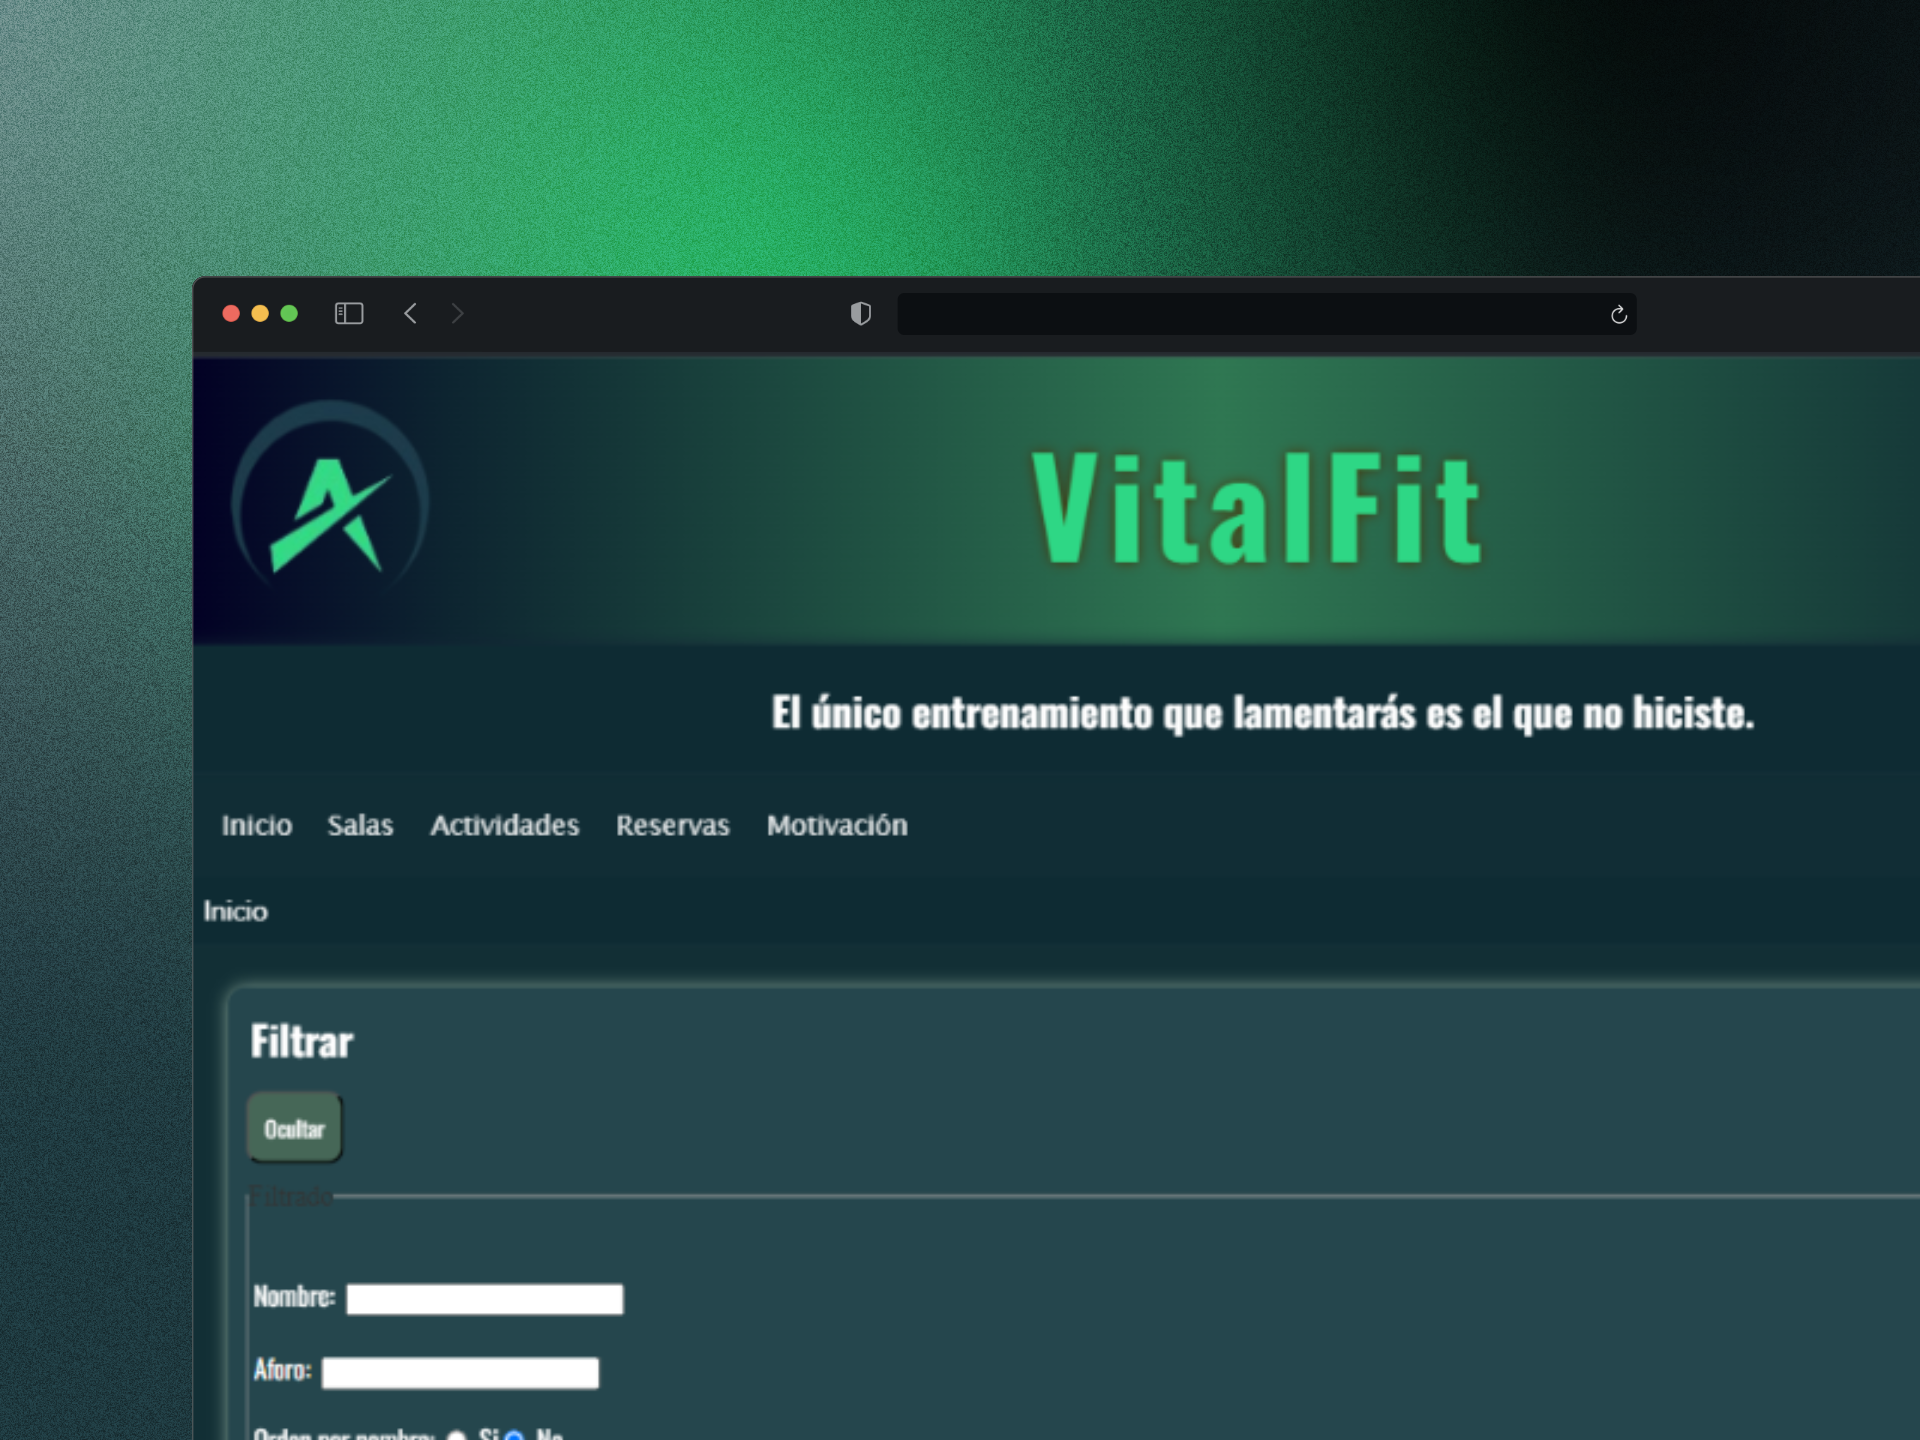 VitalFit
El único entrenamiento que lamentarás es el que no hiciste.
Inicio Salas Actividades Reservas Motivación
Inicio
Filtrar
Ocultar
Filtrado
Nombre:
Aforo:
Orden por nombre: Si No